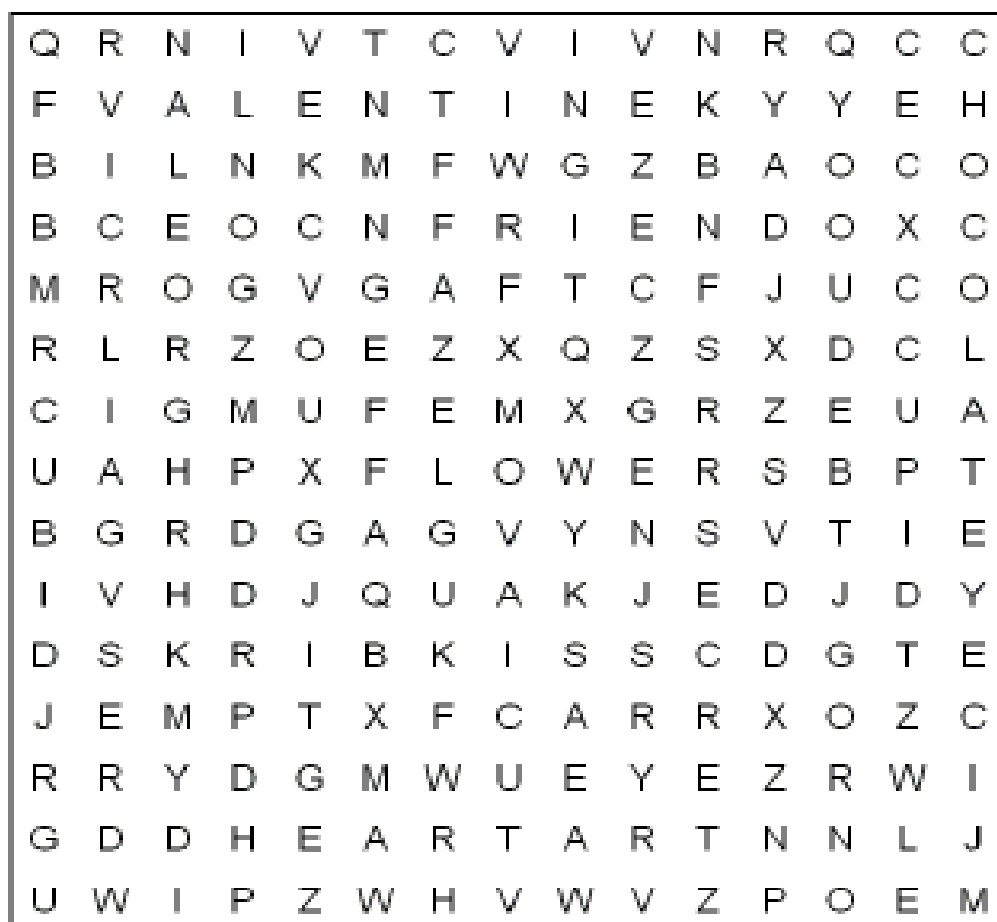 Q R N I V T C V I V N R Q C C
F V A L E N T I N E K Y Y E H
B I L N K M F W G Z B A O C O
B C E O C N F R I E N D O X C
M R O G V G A F T C F J U C O
R L R Z O E Z X Q Z S X D C L
C I G M U F E M X G R Z E U A
U A H P X F L O W E R S B P T
B G R D G A G V Y N S V T I E
I V H D J Q U A K J E D J D Y
D S K R I B K I S S C D G T E
J E M P T X F C A R R X O Z C
R R Y D G M W U E Y E Z R W I
G D D H E A R T A R T N N L J
U W I P Z W H V W V Z P O E M